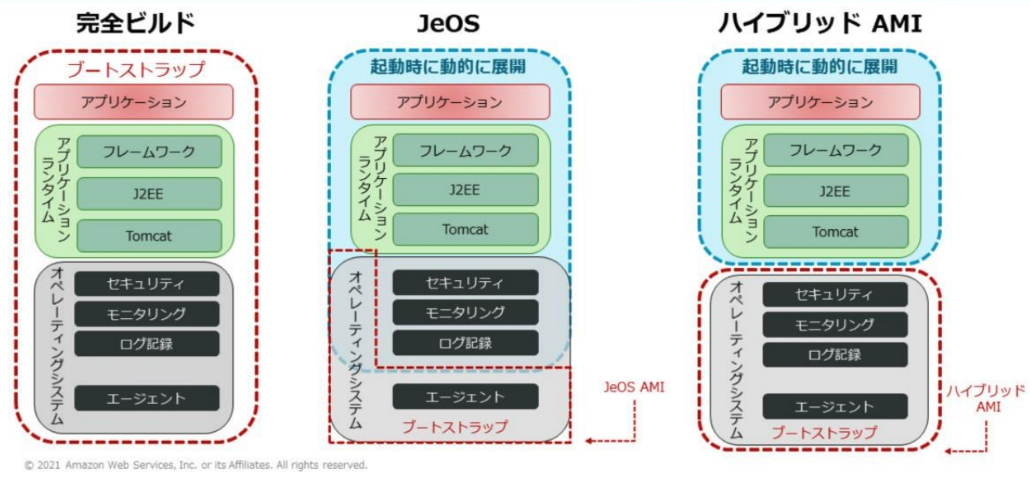 完全ビルド
ブートストラップ
アプリケーション
アプリケーション
ランタイム
フレームワーク
J2EE
Tomcat
オペレーティングシステム
セキュリティ
モニタリング
ログ記録
エージェント
JeOS
起動時に動的に展開
アプリケーション
アプリケーション
ランタイム
フレームワーク
J2EE
Tomcat
オペレーティングシステム
セキュリティ
モニタリング
ログ記録
エージェント
ブートストラップ
JeOS AMI
ハイブリッド AMI
起動時に動的に展開
アプリケーション
アプリケーション
ランタイム
フレームワーク
J2EE
Tomcat
オペレーティングシステム
セキュリティ
モニタリング
ログ記録
エージェント
ブートストラップ
ハイブリッド
AMI
© 2021 Amazon Web Services, Inc. or its Affiliates. All rights reserved.